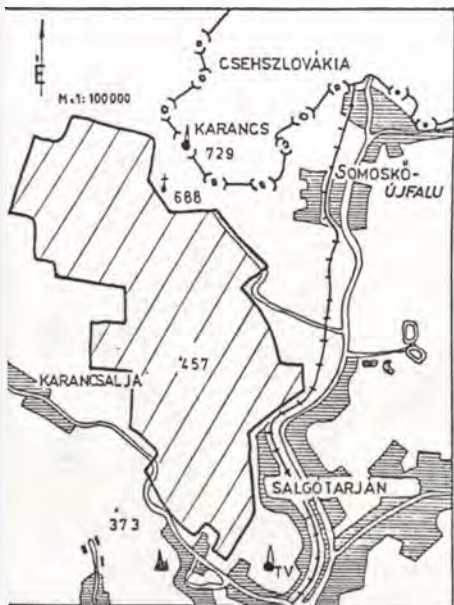 É
CSEHSZLOVÁKIA
M≈1:100000
KARANCS
729
688
SOMOSKŐ-
ÚJFALU
457
KARANCSALJA
SALGÓTARJÁN
373
TV